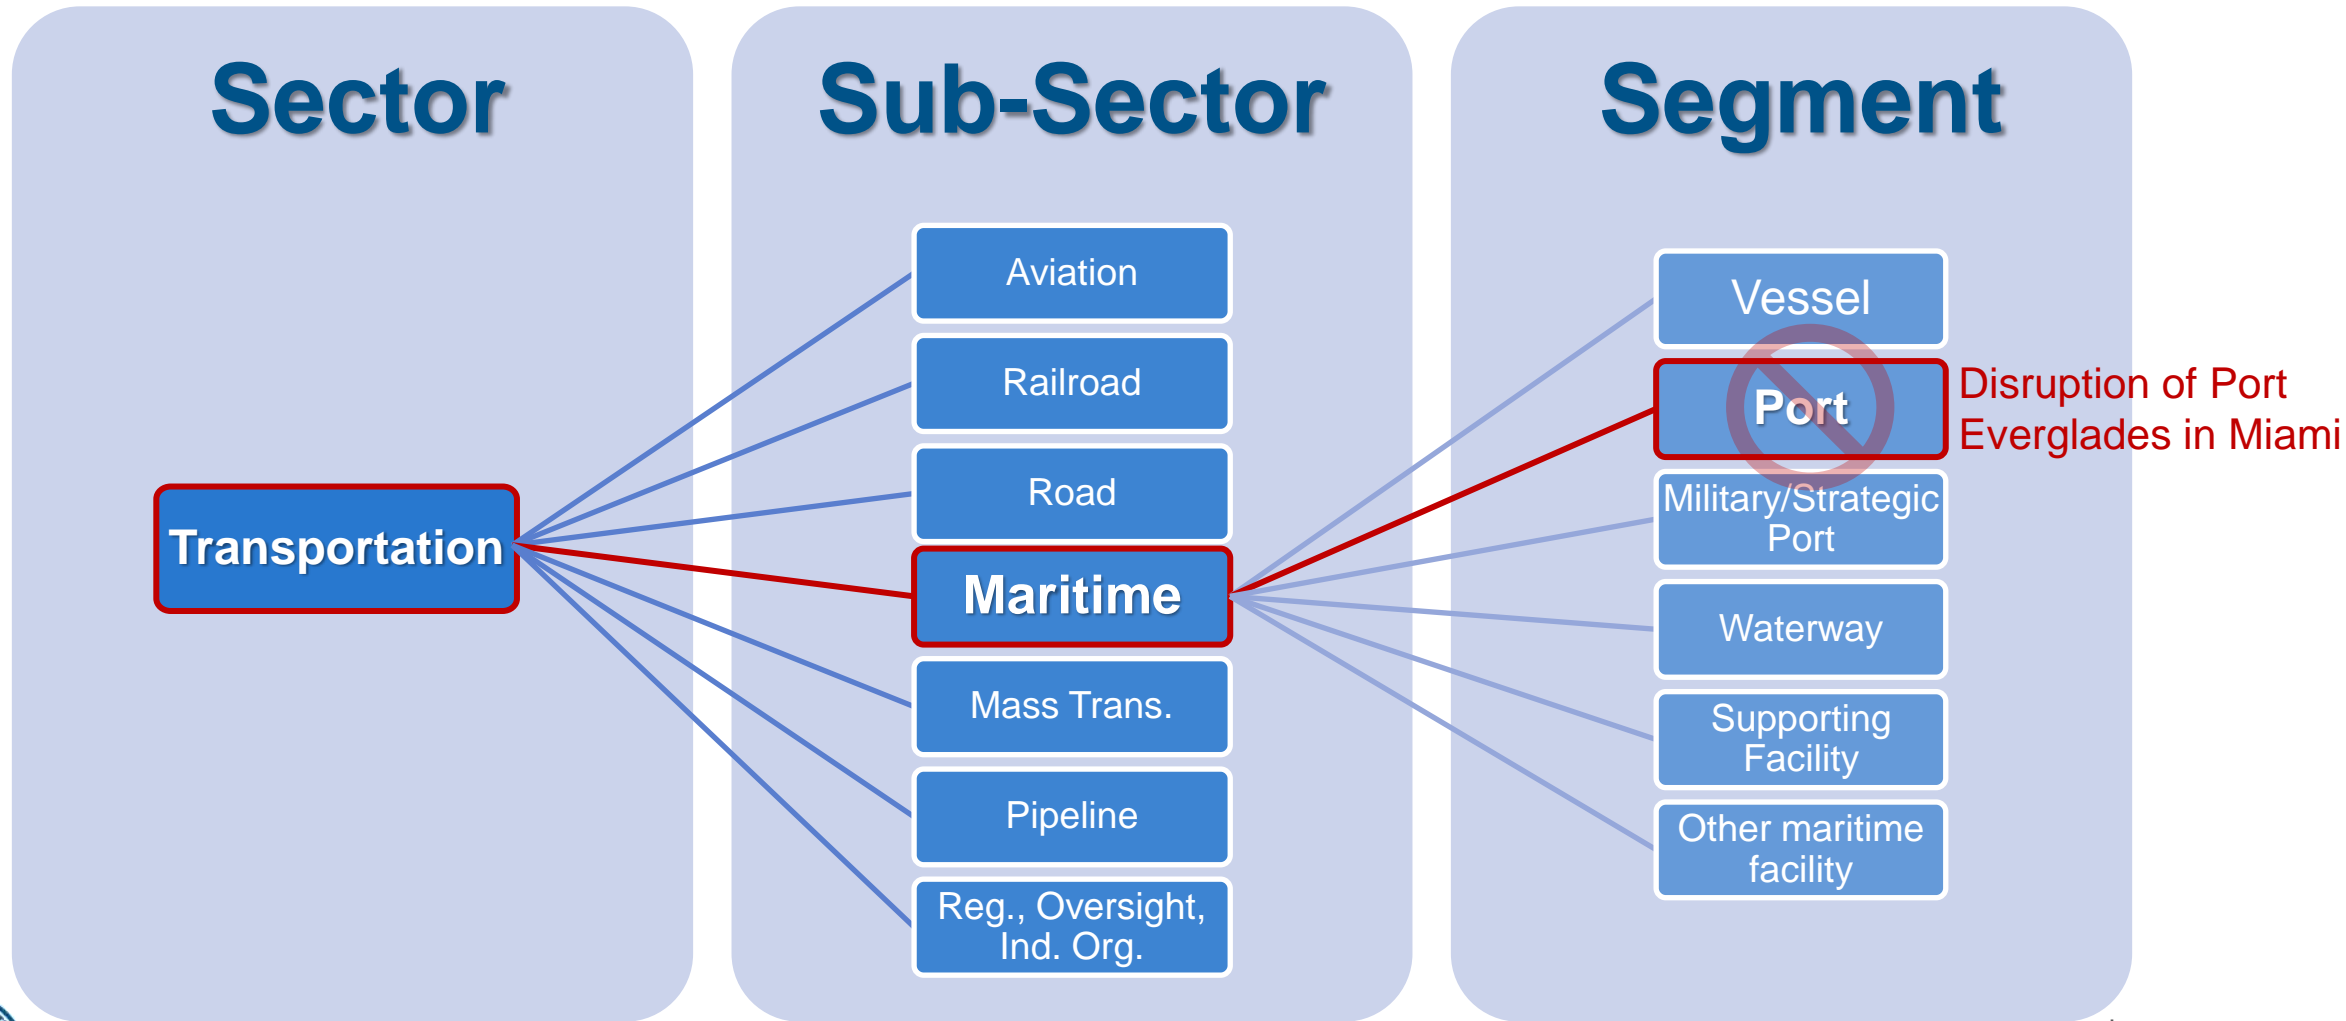 Sector
Sub-Sector
Segment
Transportation
Aviation
Railroad
Road
Maritime
Mass Trans.
Pipeline
Reg., Oversight,
Ind. Org.
Vessel
Port
Disruption of Port
Everglades in Miami
Military/Strategic
Port
Waterway
Supporting
Facility
Other maritime
facility